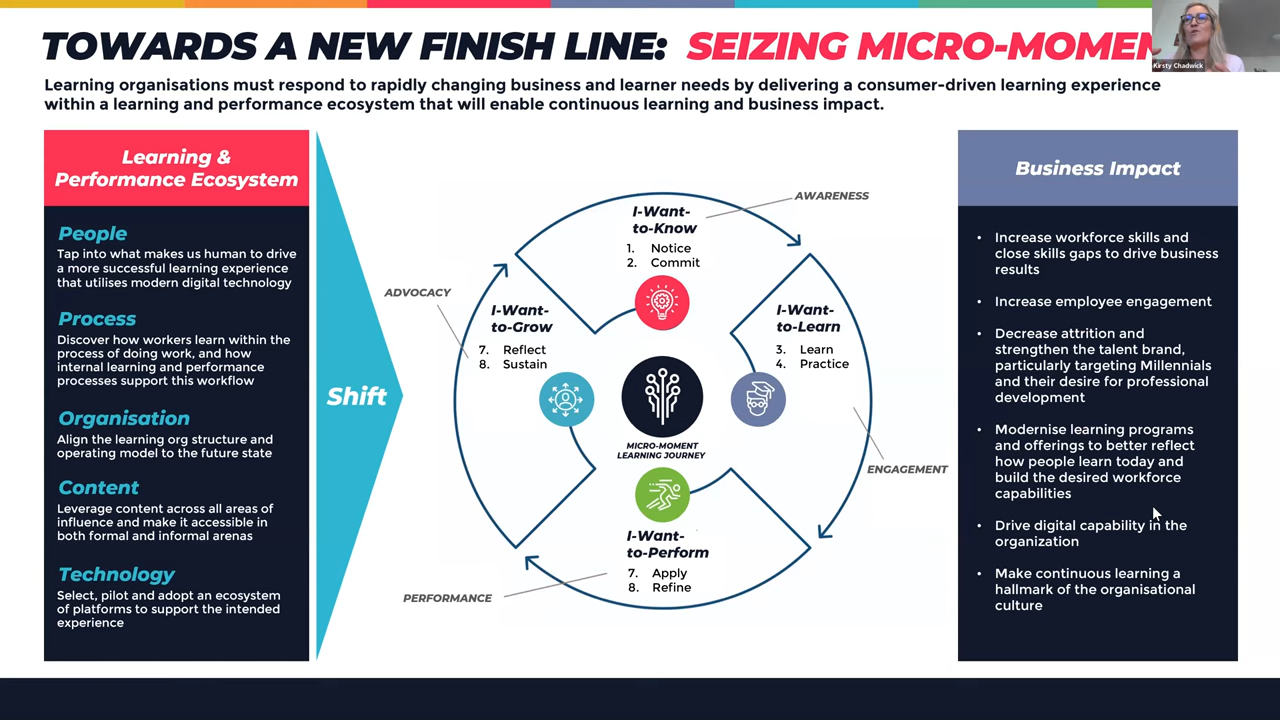 TOWARDS A NEW FINISH LINE: SEIZING MICRO-MOMEN
Kirsty Chadwick
Learning organisations must respond to rapidly changing business and learner needs by delivering a consumer-driven learning experience
within a learning and performance ecosystem that will enable continuous learning and business impact.
Learning &
Performance Ecosystem
People
Tap into what makes us human to drive
a more successful learning experience
that utilises modern digital technology
Process
Discover how workers learn within the
process of doing work, and how
internal learning and performance
processes support this workflow
Organisation
Align the learning org structure and
operating model to the future state
Content
Leverage content across all areas of
influence and make it accessible in
both formal and informal arenas
Technology
Select, pilot and adopt an ecosystem
of platforms to support the intended
experience
Shift
AWARENESS
I-Want-
to-Know
1. Notice
2. Commit
ADVOCACY
I-Want-
to-Grow
7. Reflect
8. Sustain
I-Want-
to-Learn
3. Learn
4. Practice
MICRO-MOMENT
LEARNING JOURNEY
ENGAGEMENT
I-Want-
to-Perform
7. Apply
8. Refine
PERFORMANCE
Business Impact
• Increase workforce skills and
close skills gaps to drive business
results
• Increase employee engagement
• Decrease attrition and
strengthen the talent brand,
particularly targeting Millennials
and their desire for professional
development
• Modernise learning programs
and offerings to better reflect
how people learn today and
build the desired workforce
capabilities
• Drive digital capability in the
organization
• Make continuous learning a
hallmark of the organisational
culture